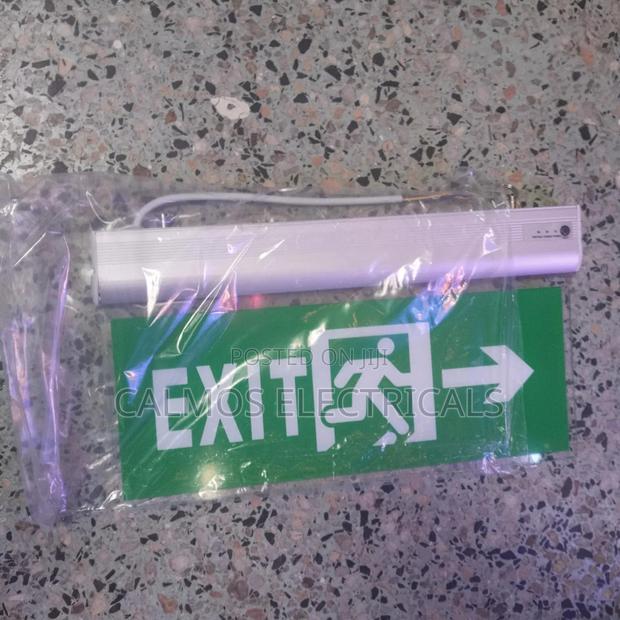 POSTED ON JIJI
CALMOS ELECTRICALS
EXIT